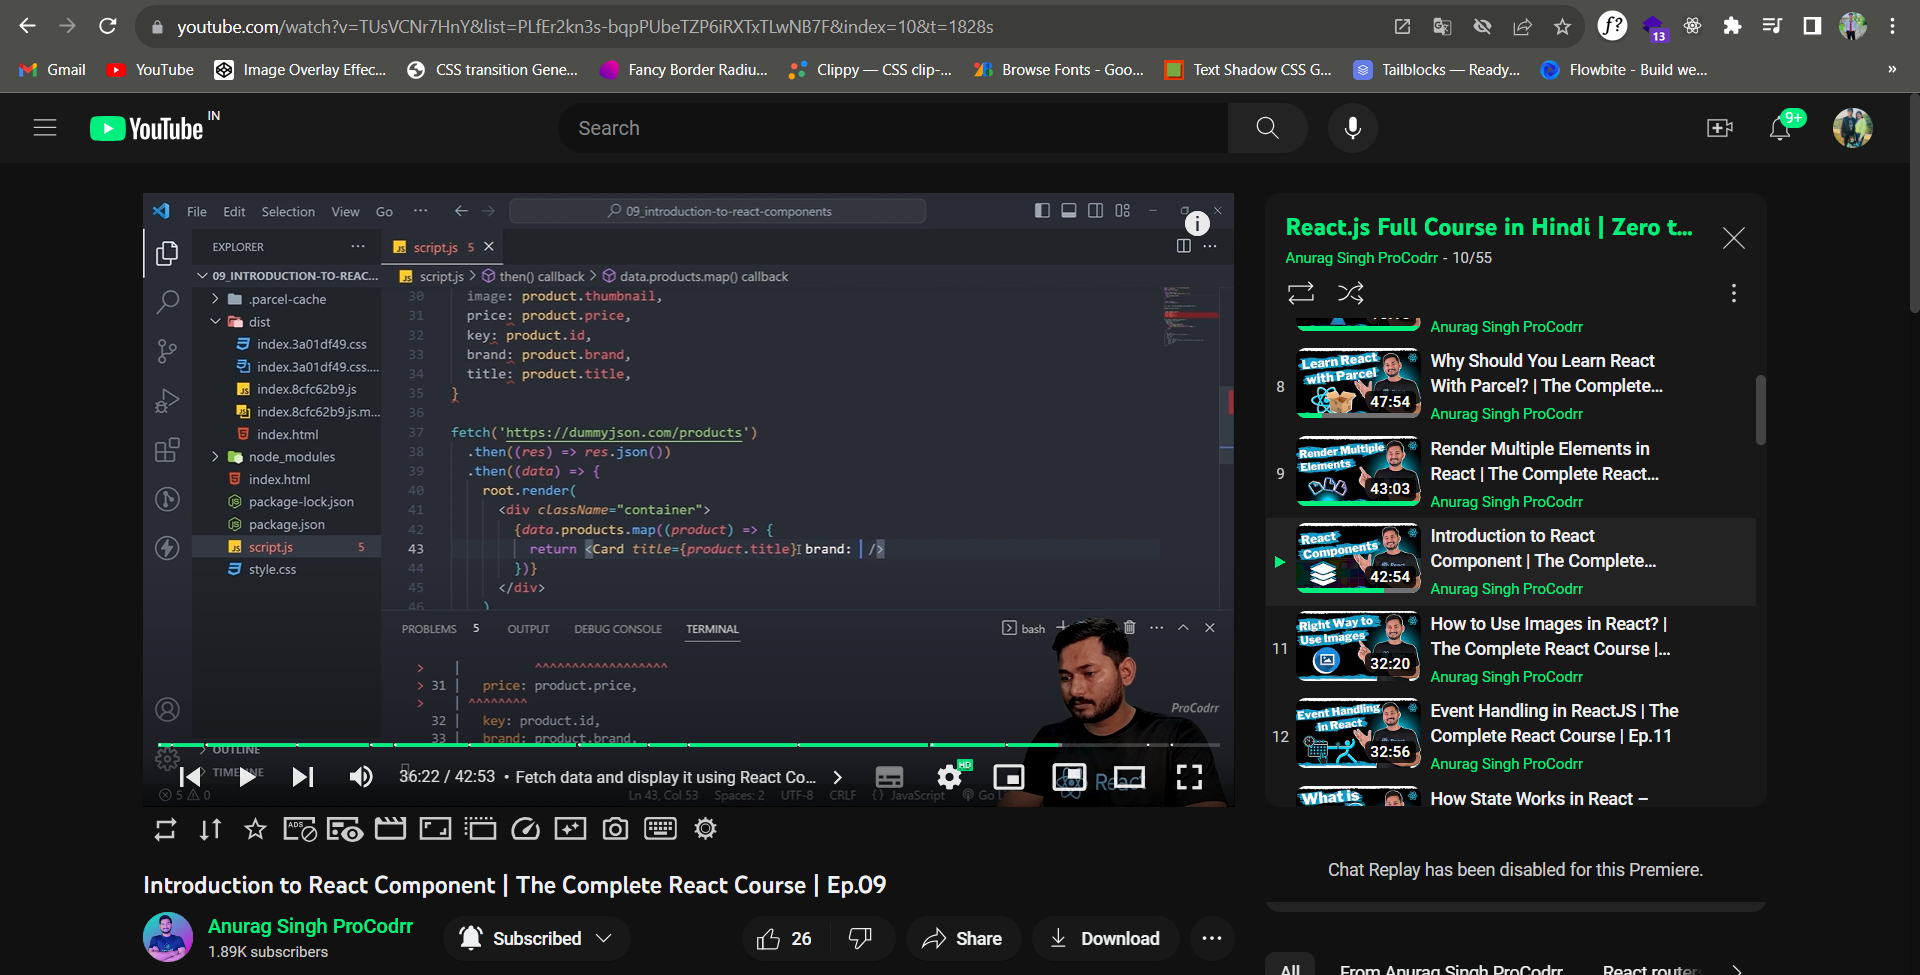 youtube.com/watch?v=TUsVCNr7HnY&list=PLfEr2kn3s-bqpPUbeTZP6iRXTxTLwNB7F&index=10&t=1828s
f?
13
Gmail
YouTube
Image Overlay Effec...
CSS transition Gene...
Fancy Border Radiu...
Clippy — CSS clip-...
Browse Fonts - Goo...
Text Shadow CSS G...
Tailblocks — Ready...
Flowbite - Build we...
»
YouTube IN
Search
9+
File Edit Selection View Go ···
09_introduction-to-react-components
EXPLORER ···
script.js 5
09_INTRODUCTION-TO-REAC...
script.js > then() callback > data.products.map() callback
.parcel-cache
dist
index.3a01df49.css
index.3a01df49.css....
index.8cfc62b9.js
index.8cfc62b9.js.m...
index.html
node_modules
index.html
package-lock.json
package.json
script.js 5
style.css
30 image: product.thumbnail,
31 price: product.price,
32 key: product.id,
33 brand: product.brand,
34 title: product.title,
35 }
36
37 fetch('https://dummyjson.com/products')
38 .then((res) => res.json())
39 .then((data) => {
40 root.render(
41 <div className="container">
42 {data.products.map((product) => {
43 return <Card title={product.title} brand: />
44 })}
45 </div>
46 )
PROBLEMS 5 OUTPUT DEBUG CONSOLE TERMINAL
bash
> | ^^^^^^^^^^^^^^^^^^
> 31 | price: product.price,
> | ^^^^^^^^
32 | key: product.id,
33 | brand: product.brand,
ProCodrr
OUTLINE
TIMELINE
36:22 / 42:53 • Fetch data and display it using React Co...
HD
React
5 0
Ln 43, Col 53 Spaces: 2 UTF-8 CRLF {} JavaScript
ADS
Introduction to React Component | The Complete React Course | Ep.09
Anurag Singh ProCodrr
1.89K subscribers
Subscribed
26
Share
Download
React.js Full Course in Hindi | Zero t...
Anurag Singh ProCodrr - 10/55
Anurag Singh ProCodrr
8
Learn React
with Parcel
47:54
Why Should You Learn React
With Parcel? | The Complete...
Anurag Singh ProCodrr
9
Render Multiple
Elements
43:03
Render Multiple Elements in
React | The Complete React...
Anurag Singh ProCodrr
React
Components
42:54
Introduction to React
Component | The Complete...
Anurag Singh ProCodrr
11
Right Way to
Use Images
32:20
How to Use Images in React? |
The Complete React Course |...
Anurag Singh ProCodrr
12
Event Handling
in React
32:56
Event Handling in ReactJS | The
Complete React Course | Ep.11
Anurag Singh ProCodrr
What is
How State Works in React –
Chat Replay has been disabled for this Premiere.
All
From Anurag Singh ProCodrr
React router